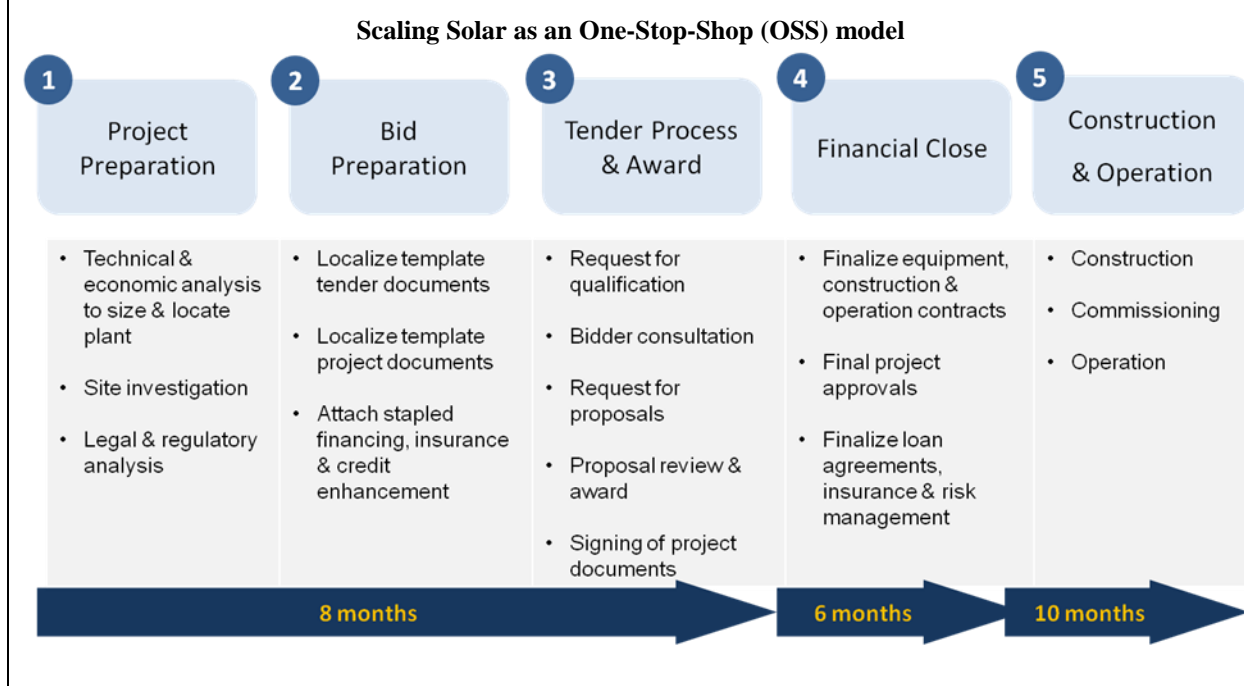 Scaling Solar as an One-Stop-Shop (OSS) model
1
Project
Preparation
2
Bid
Preparation
3
Tender Process
& Award
4
Financial Close
5
Construction
& Operation
• Technical &
economic analysis
to size & locate
plant
• Site investigation
• Legal & regulatory
analysis
• Localize template
tender documents
• Localize template
project documents
• Attach stapled
financing, insurance
& credit
enhancement
• Request for
qualification
• Bidder consultation
• Request for
proposals
• Proposal review &
award
• Signing of project
documents
• Finalize equipment,
construction &
operation contracts
• Final project
approvals
• Finalize loan
agreements,
insurance & risk
management
• Construction
• Commissioning
• Operation
8 months
6 months
10 months